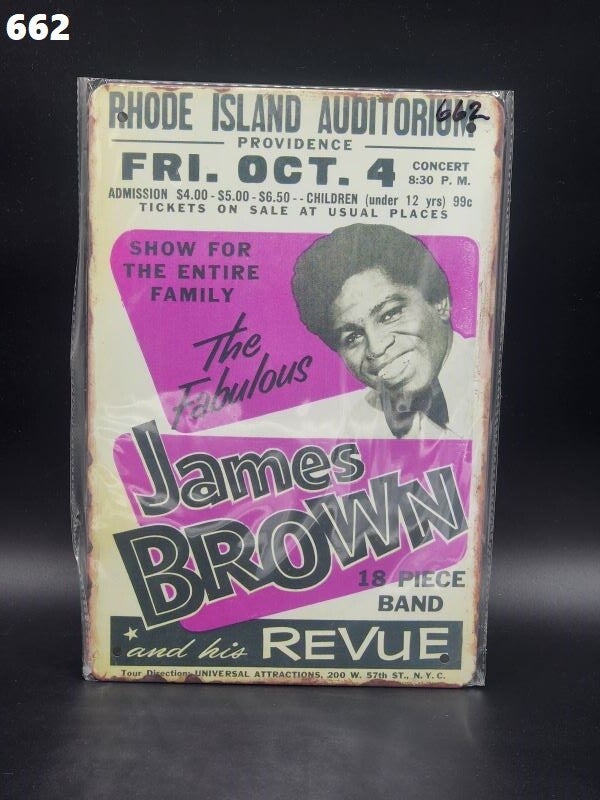 662
662
RHODE ISLAND AUDITORIUM
PROVIDENCE
FRI. OCT. 4
CONCERT
8:30 P. M.
ADMISSION $4.00 - $5.00 - $6.50 - - CHILDREN (under 12 yrs) 99c
TICKETS ON SALE AT USUAL PLACES
SHOW FOR
THE ENTIRE
FAMILY
The
Fabulous
James
BROWN
18 PIECE
BAND
and his REVUE
Tour Direction: UNIVERSAL ATTRACTIONS, 200 W. 57th ST., N. Y. C.